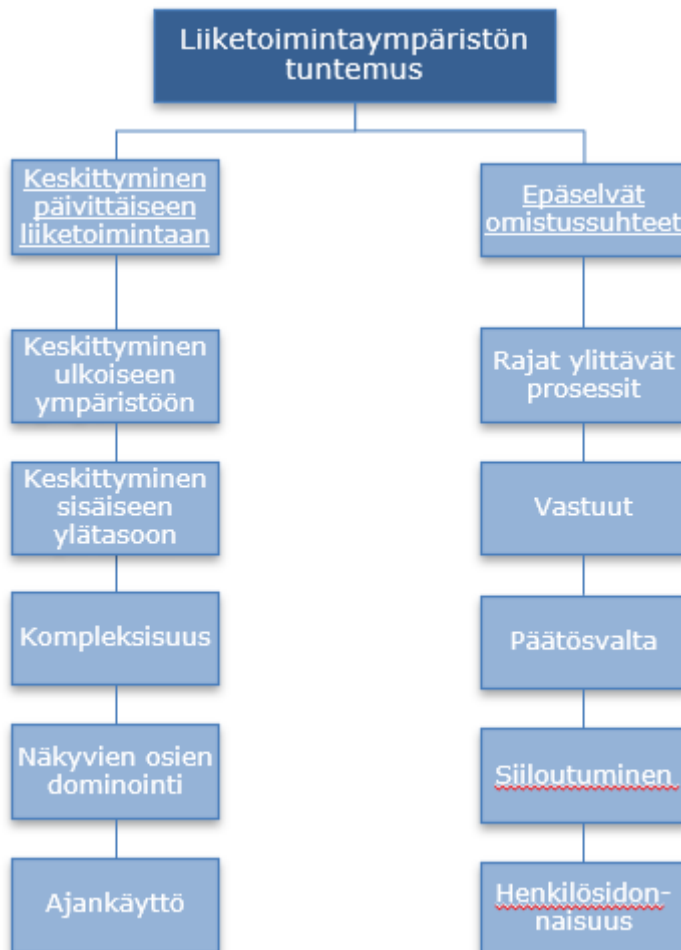 Liiketoimintaympäristön
tuntemus
Keskittyminen
päivittäiseen
liiketoimintaan
Keskittyminen
ulkoiseen
ympäristöön
Keskittyminen
sisäiseen
ylätasoon
Kompleksisuus
Näkyvien osien
dominointi
Ajankäyttö
Epäselvät
omistussuhteet
Rajat ylittävät
prosessit
Vastuut
Päätösvalta
Siiloutuminen
Henkilösidon-
naisuus